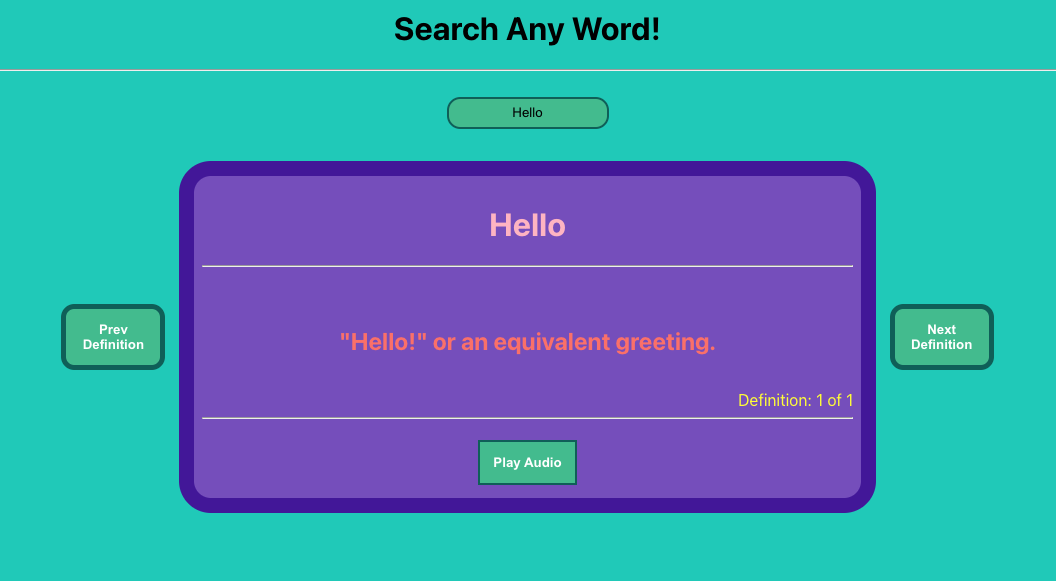 Search Any Word!
Hello
Hello
"Hello!" or an equivalent greeting.
Prev
Definition
Next
Definition
Definition: 1 of 1
Play Audio